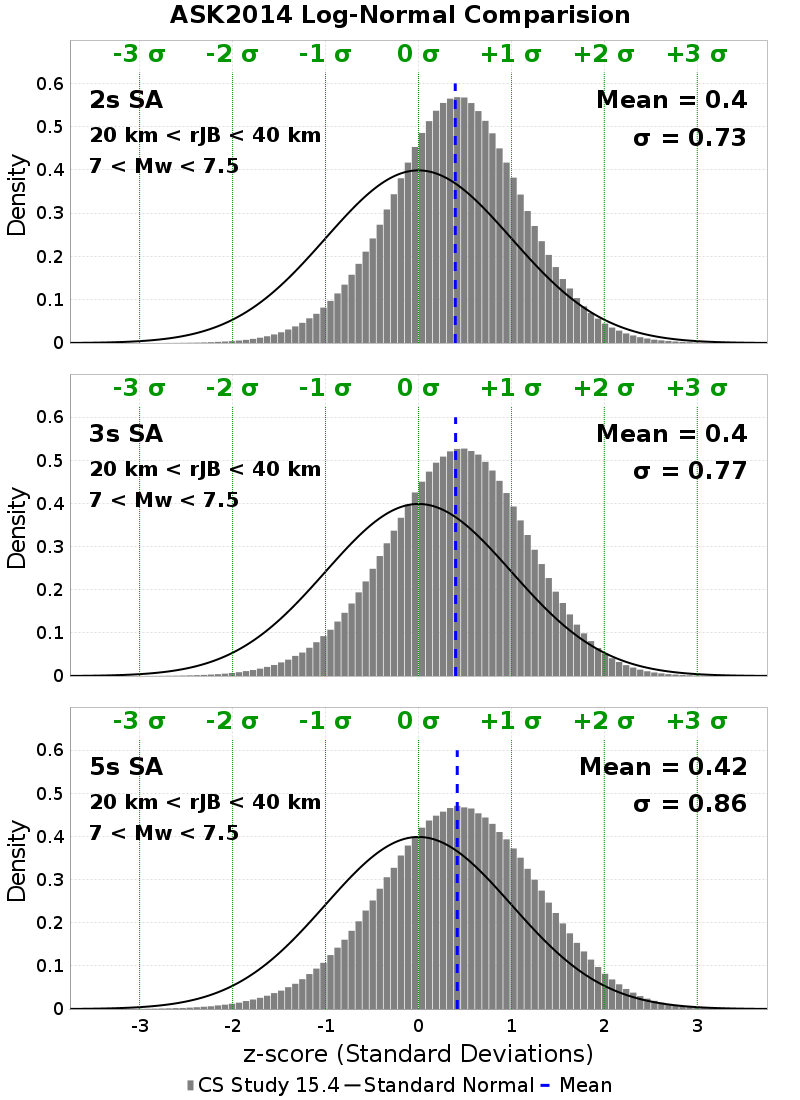 ASK2014 Log-Normal Comparision
-3 σ -2 σ -1 σ 0 σ +1 σ +2 σ +3 σ
2s SA
20 km < rJB < 40 km
7 < Mw < 7.5
Mean = 0.4
σ = 0.73
Density
0.6
0.5
0.4
0.3
0.2
0.1
0
-3 σ -2 σ -1 σ 0 σ +1 σ +2 σ +3 σ
3s SA
20 km < rJB < 40 km
7 < Mw < 7.5
Mean = 0.4
σ = 0.77
Density
0.6
0.5
0.4
0.3
0.2
0.1
0
-3 σ -2 σ -1 σ 0 σ +1 σ +2 σ +3 σ
5s SA
20 km < rJB < 40 km
7 < Mw < 7.5
Mean = 0.42
σ = 0.86
Density
0.6
0.5
0.4
0.3
0.2
0.1
0
-3 -2 -1 0 1 2 3
z-score (Standard Deviations)
CS Study 15.4 Standard Normal Mean